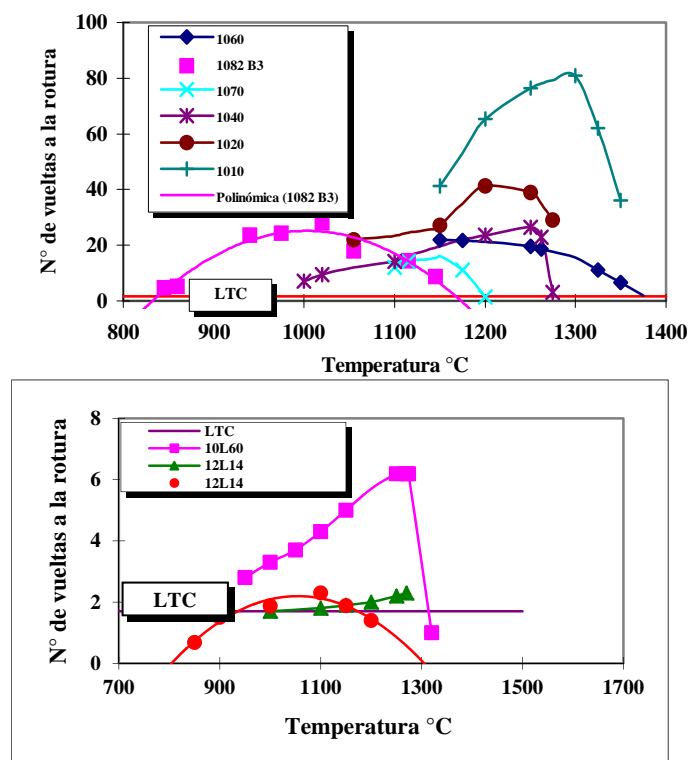 N° de vueltas a la rotura
100
80
60
40
20
0
1060
1082 B3
1070
1040
1020
1010
Polinómica (1082 B3)
LTC
800
1000
1100
1200
1300
1400
Temperatura °C
N° de vueltas a la rotura
8
6
4
2
0
LTC
10L60
12L14
12L14
LTC
700
900
1100
1300
1500
1700
Temperatura °C